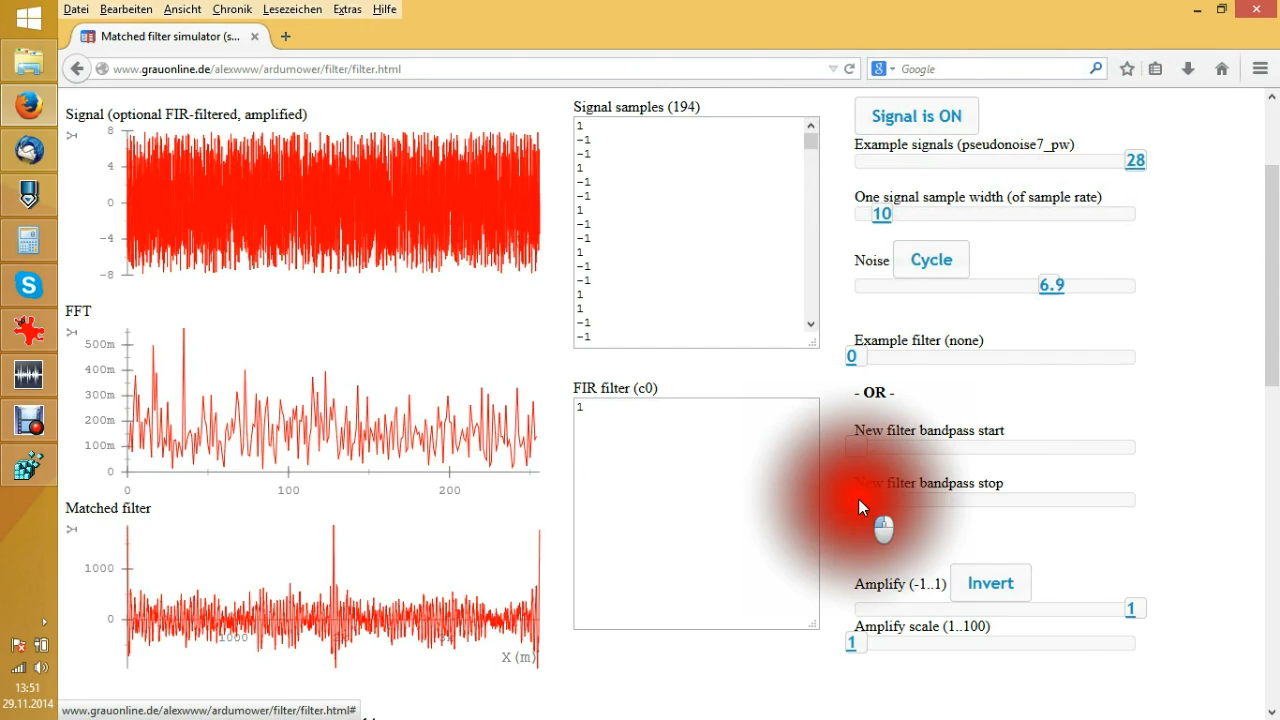 Datei Bearbeiten Ansicht Chronik Lesezeichen Extras Hilfe
Matched filter simulator (s...
www.grauonline.de/alexwww/ardumower/filter/filter.html
Google
Signal (optional FIR-filtered, amplified)
8
4
0
-4
-8
FFT
500m
400m
300m
200m
100m
0
0 100 200
Matched filter
1000
0
1000
X (m)
Signal samples (194)
1
-1
-1
1
-1
-1
1
-1
-1
1
-1
-1
1
1
-1
-1
FIR filter (c0)
1
Signal is ON
Example signals (pseudonoise7_pw)
28
One signal sample width (of sample rate)
10
Noise Cycle
6.9
Example filter (none)
0
- OR -
New filter bandpass start
New filter bandpass stop
Amplify (-1..1) Invert
1
Amplify scale (1..100)
1
13:51
29.11.2014
www.grauonline.de/alexwww/ardumower/filter/filter.html#